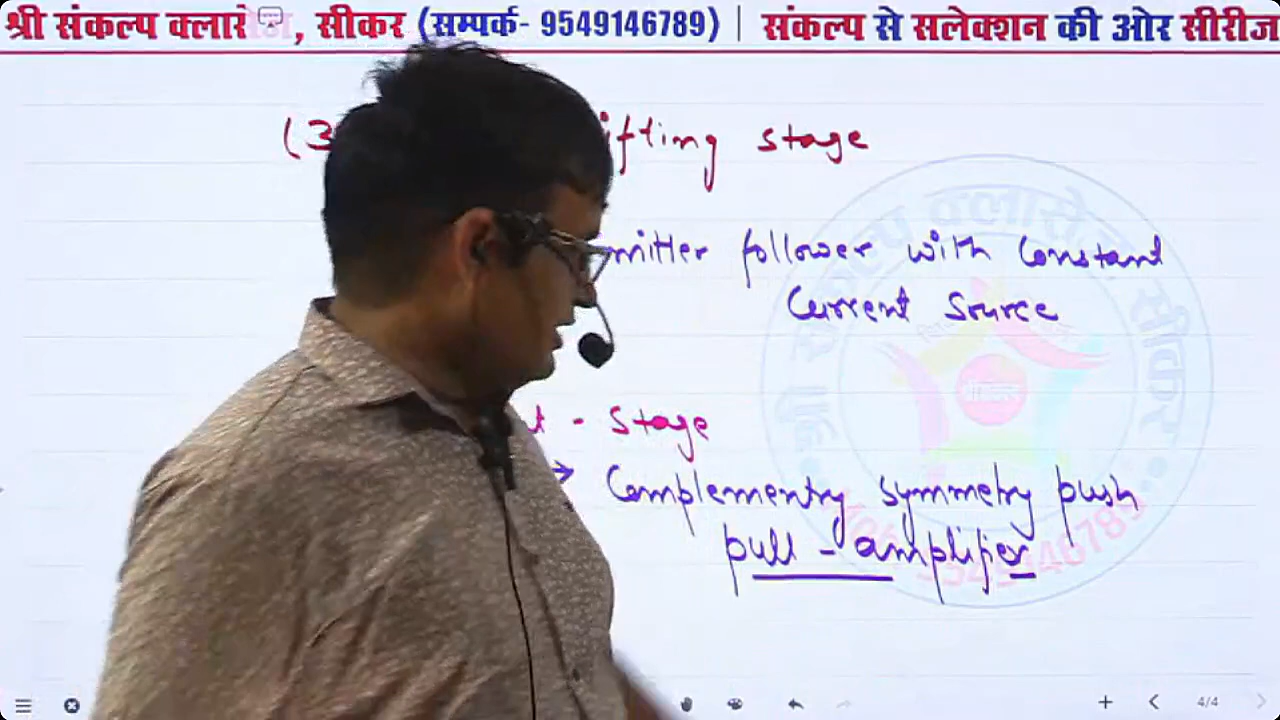 श्री संकल्प क्लासेस, सीकर (सम्पर्क- 9549146789) | संकल्प से सलेक्शन की ओर सीरीज
(3 ifting stage
mitter follower with Constant
Current Source
t - stage
→ Complementry symmetry push
pull - amplifier
4/4